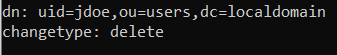 dn: uid=jdoe,ou=users,dc=localdomain
changetype: delete